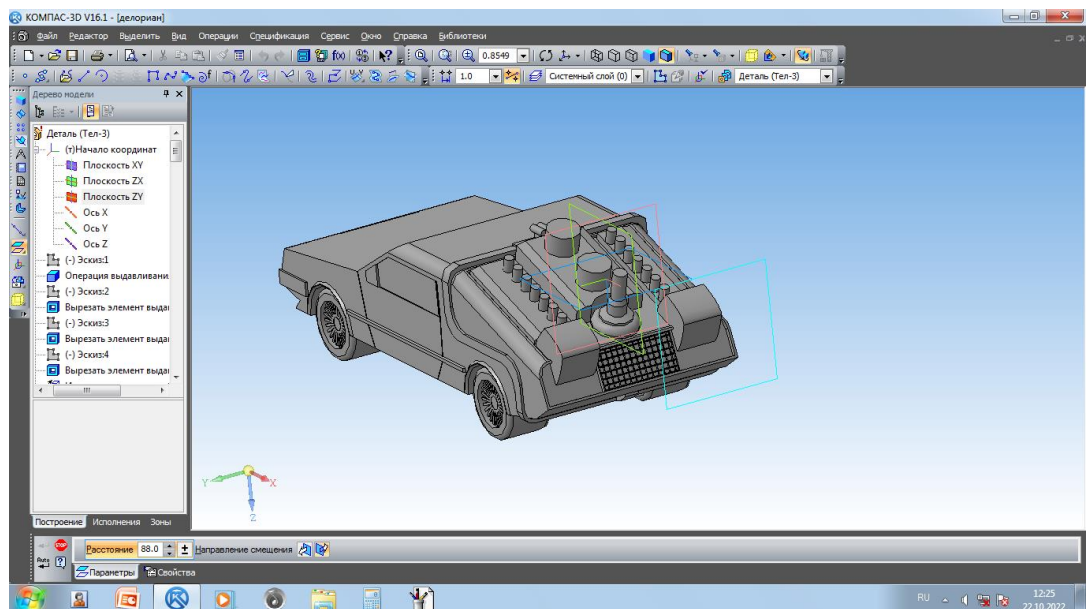 КОМПАС-3D V16.1 - [делориан]
Файл Редактор Выделить Вид Операции Спецификация Сервис Окно Справка Библиотеки
0.8549
1.0 Системный слой (0) Деталь (Тел-3)
Дерево модели
Деталь (Тел-3)
(т)Начало координат
Плоскость XY
Плоскость ZX
Плоскость ZY
Ось X
Ось Y
Ось Z
(-) Эскиз:1
Операция выдавливани
(-) Эскиз:2
Вырезать элемент выда
(-) Эскиз:3
Вырезать элемент выда
(-) Эскиз:4
Вырезать элемент выда
Y X
Z
Построение Исполнения Зоны
STOP Расстояние 88.0 Направление смещения
Auto
Параметры Свойства
RU 12:25
22.10.2022